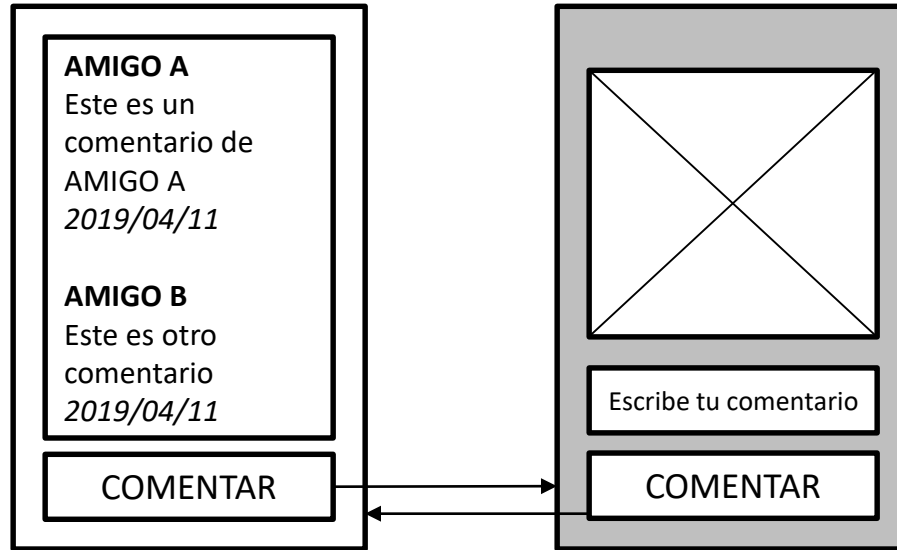 AMIGO A
Este es un
comentario de
AMIGO A
2019/04/11
AMIGO B
Este es otro
comentario
2019/04/11
COMENTAR
Escribe tu comentario
COMENTAR